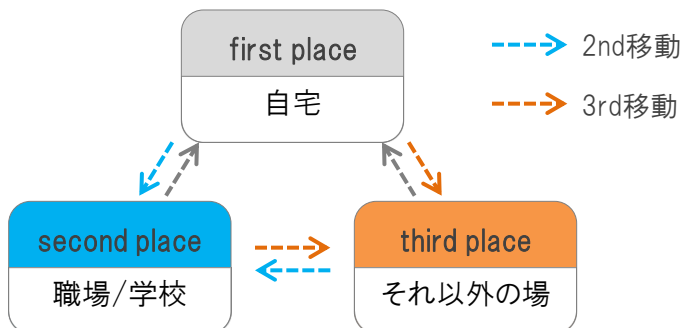 first place
自宅
2nd移動
3rd移動
second place
職場/学校
third place
それ以外の場